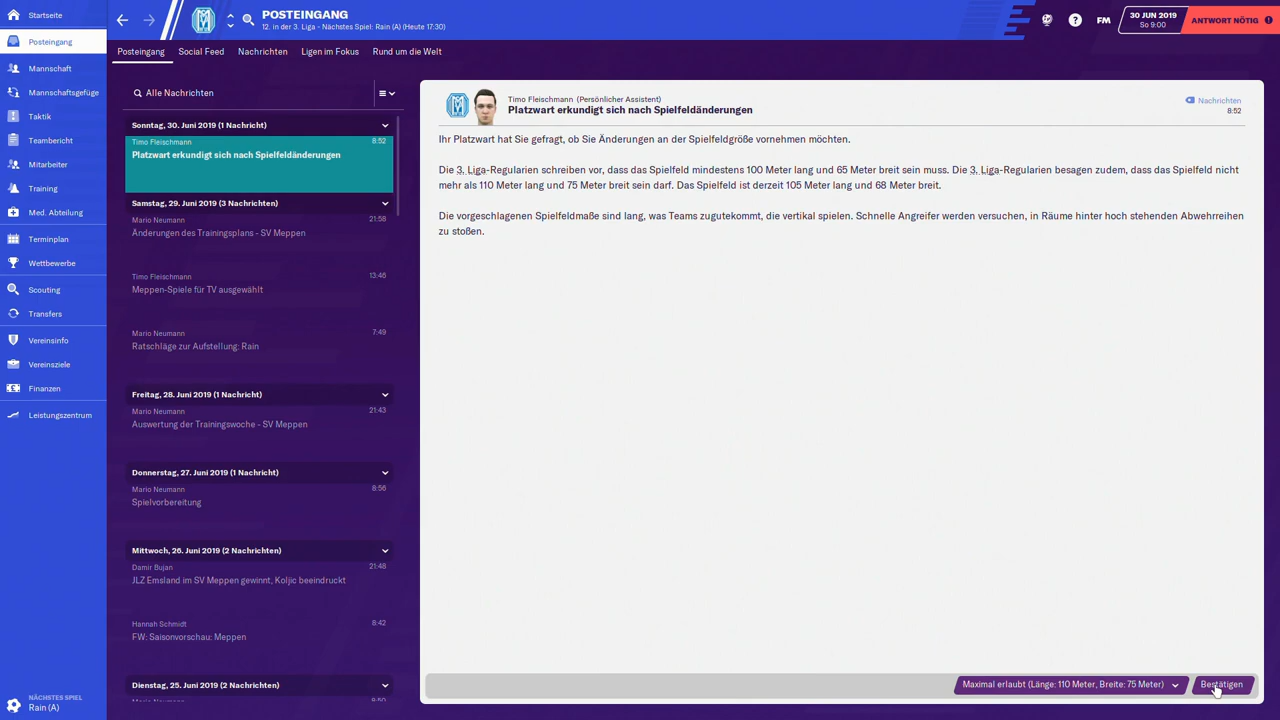 Startseite
Posteingang
Mannschaft
Mannschaftsgefüge
Taktik
Teambericht
Mitarbeiter
Training
Med. Abteilung
Terminplan
Wettbewerbe
Scouting
Transfers
Vereinsinfo
Vereinsziele
Finanzen
Leistungszentrum
NÄCHSTES SPIEL
Rain (A)
POSTEINGANG
12. in der 3. Liga - Nächstes Spiel: Rain (A) (Heute 17:30)
FM
30 JUN 2019
So 9:00
ANTWORT NÖTIG
Posteingang Social Feed Nachrichten Ligen im Fokus Rund um die Welt
Alle Nachrichten
Sonntag, 30. Juni 2019 (1 Nachricht)
Timo Fleischmann 8:52
Platzwart erkundigt sich nach Spielfeldänderungen
Samstag, 29. Juni 2019 (3 Nachrichten)
Mario Neumann 21:58
Änderungen des Trainingsplans - SV Meppen
Timo Fleischmann 13:46
Meppen-Spiele für TV ausgewählt
Mario Neumann 7:49
Ratschläge zur Aufstellung: Rain
Freitag, 28. Juni 2019 (1 Nachricht)
Mario Neumann 21:43
Auswertung der Trainingswoche - SV Meppen
Donnerstag, 27. Juni 2019 (1 Nachricht)
Mario Neumann 8:56
Spielvorbereitung
Mittwoch, 26. Juni 2019 (2 Nachrichten)
Damir Bujan 21:48
JLZ Emsland im SV Meppen gewinnt, Koljic beeindruckt
Hannah Schmidt 8:42
FW: Saisonvorschau: Meppen
Dienstag, 25. Juni 2019 (2 Nachrichten)
Timo Fleischmann (Persönlicher Assistent)
Platzwart erkundigt sich nach Spielfeldänderungen
Nachrichten
8:52
Ihr Platzwart hat Sie gefragt, ob Sie Änderungen an der Spielfeldgröße vornehmen möchten.
Die 3. Liga-Regularien schreiben vor, dass das Spielfeld mindestens 100 Meter lang und 65 Meter breit sein muss. Die 3. Liga-Regularien besagen zudem, dass das Spielfeld nicht
mehr als 110 Meter lang und 75 Meter breit sein darf. Das Spielfeld ist derzeit 105 Meter lang und 68 Meter breit.
Die vorgeschlagenen Spielfeldmaße sind lang, was Teams zugutekommt, die vertikal spielen. Schnelle Angreifer werden versuchen, in Räume hinter hoch stehenden Abwehrreihen
zu stoßen.
Maximal erlaubt (Länge: 110 Meter, Breite: 75 Meter)
Bestätigen